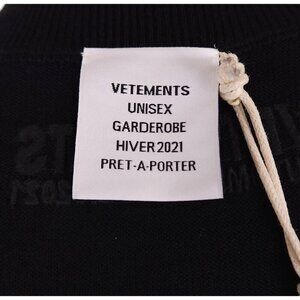 VETEMENTS
UNISEX
GARDEROBE
HIVER 2021
PRET-A-PORTER